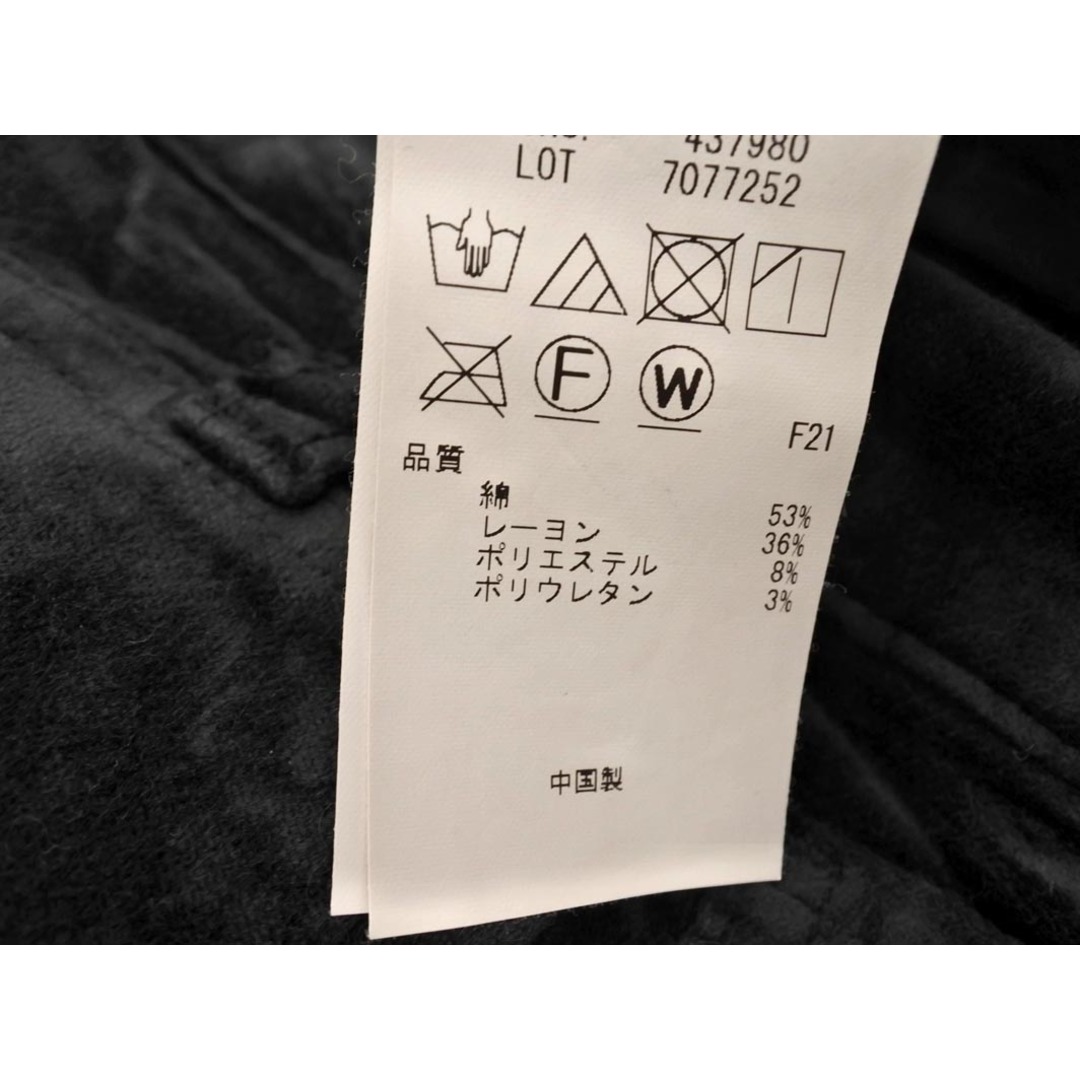 437980
LOT 7077252
F
W
F21
品質
綿 53%
レーヨン 36%
ポリエステル 8%
ポリウレタン 3%
中国製